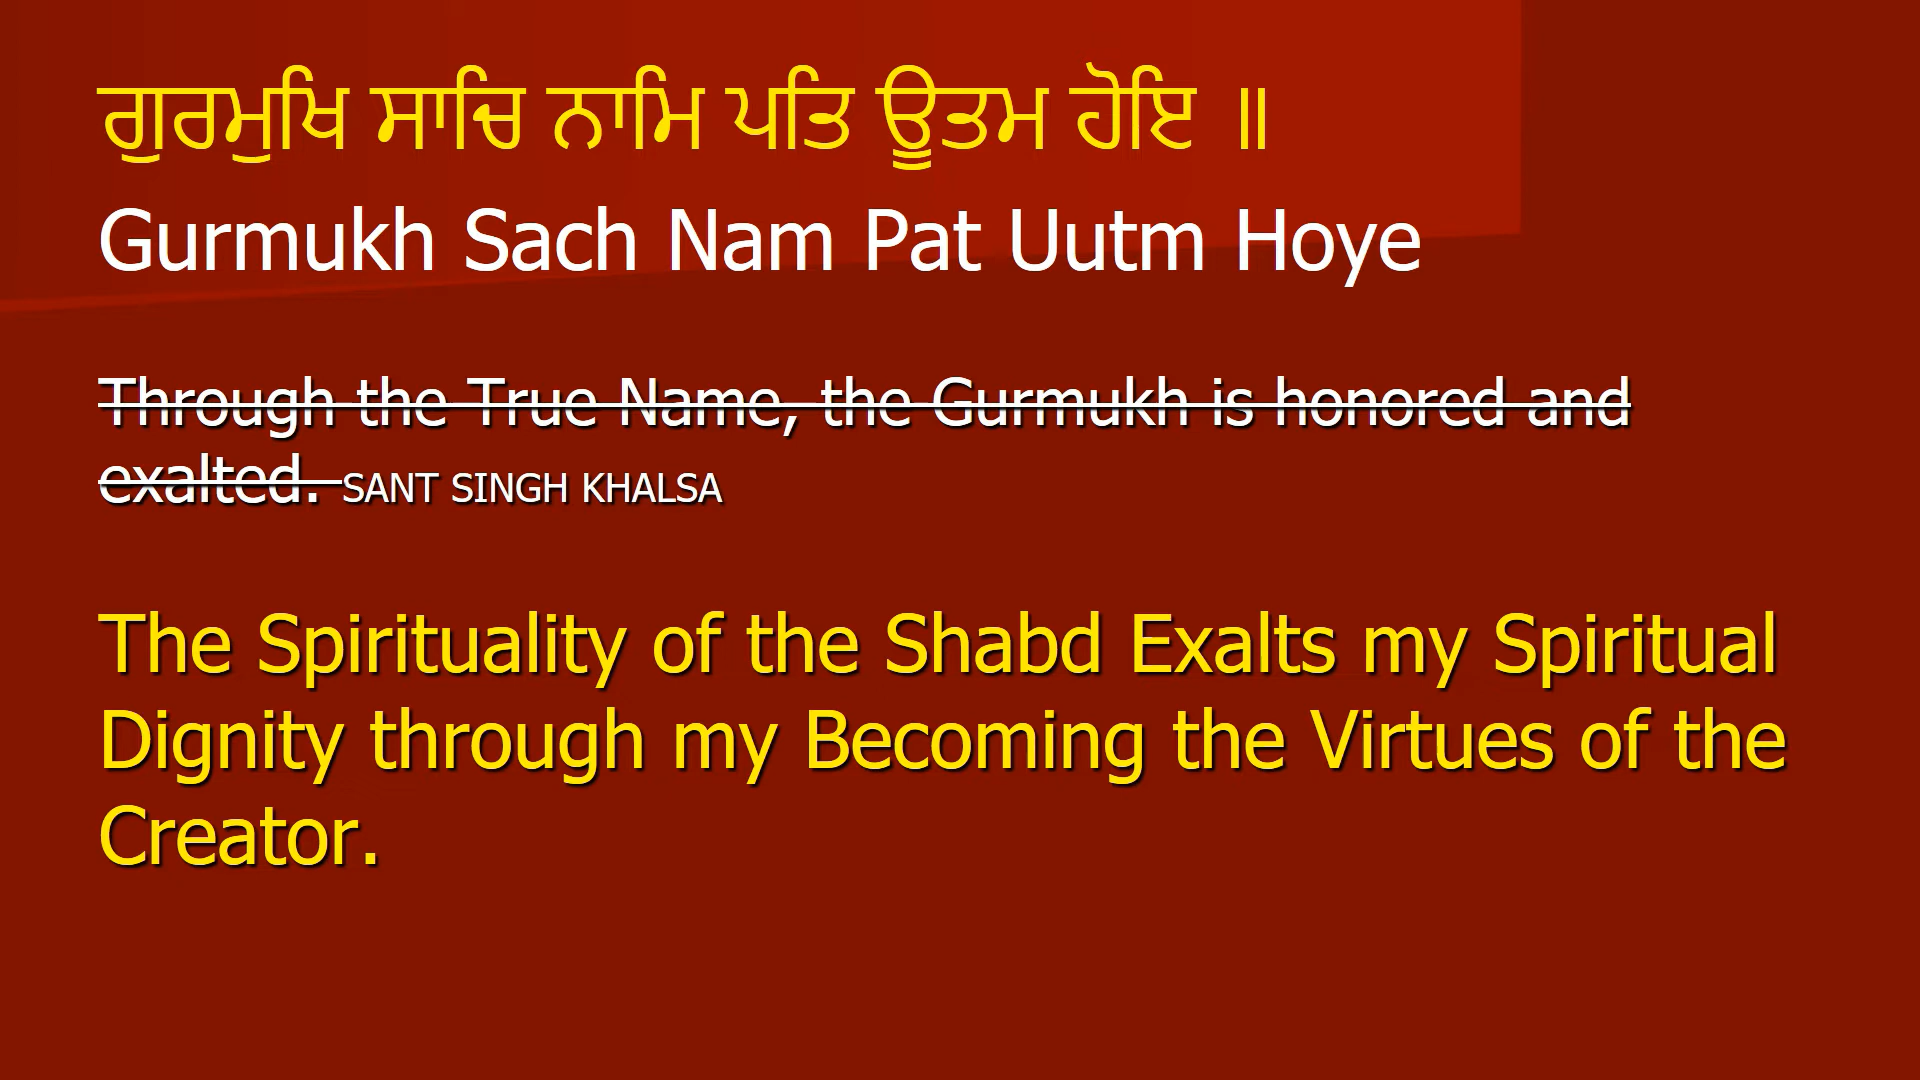 ਗੁਰਮੁਖਿ ਸਾਚਿ ਨਾਮਿ ਪਤਿ ਊਤਮ ਹੋਇ ॥
Gurmukh Sach Nam Pat Uutm Hoye
Through the True Name, the Gurmukh is honored and
exalted. SANT SINGH KHALSA
The Spirituality of the Shabd Exalts my Spiritual
Dignity through my Becoming the Virtues of the
Creator.